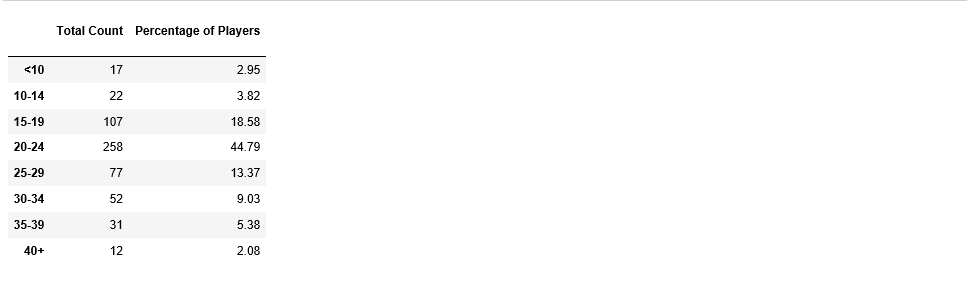 Total Count Percentage of Players
<10 17 2.95
10-14 22 3.82
15-19 107 18.58
20-24 258 44.79
25-29 77 13.37
30-34 52 9.03
35-39 31 5.38
40+ 12 2.08